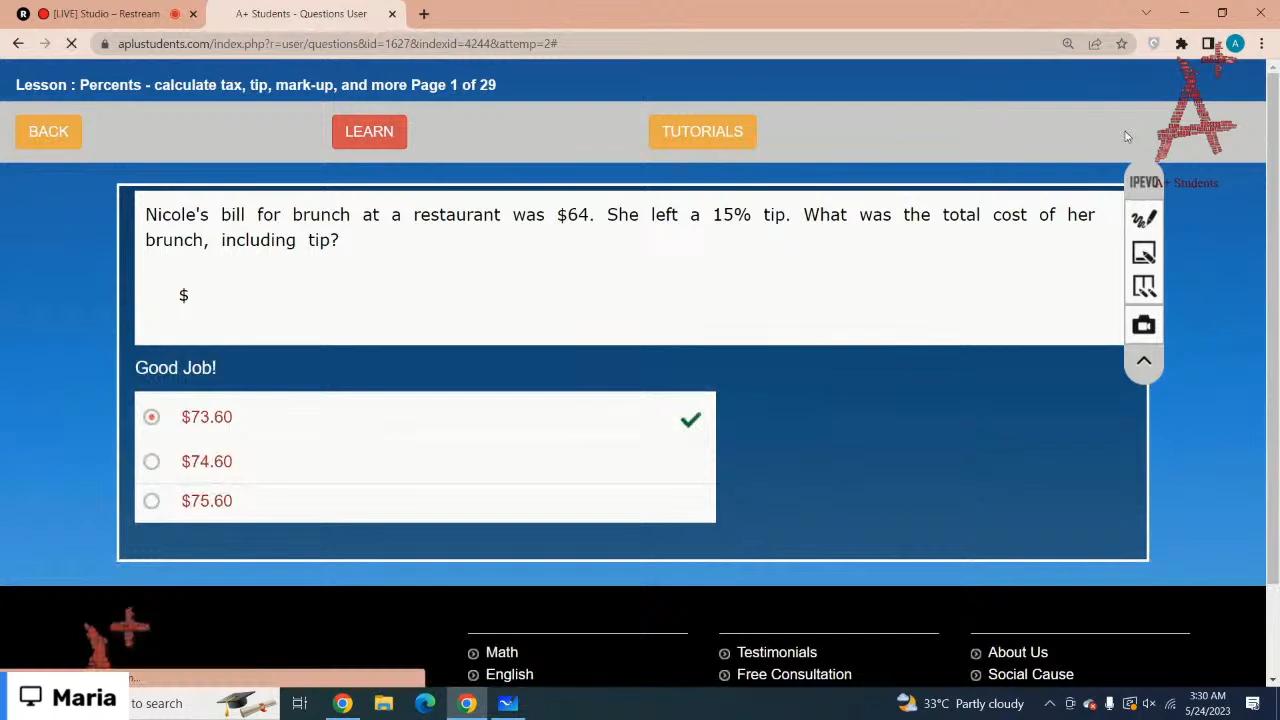 [LIVE] Studio – Restream
A+ Students - Questions User
aplustudents.com/index.php?r=user/questions&id=1627&indexid=4244&attemp=2#
A
Lesson : Percents - calculate tax, tip, mark-up, and more Page 1 of 29
BACK
LEARN
TUTORIALS
A+
IPEVO
A+ Students
Nicole's bill for brunch at a restaurant was $64. She left a 15% tip. What was the total cost of her
brunch, including tip?
$
Good Job!
$73.60
$74.60
$75.60
Math
Testimonials
About Us
English
Free Consultation
Social Cause
Maria
to search
33°C Partly cloudy
3:30 AM
5/24/2023